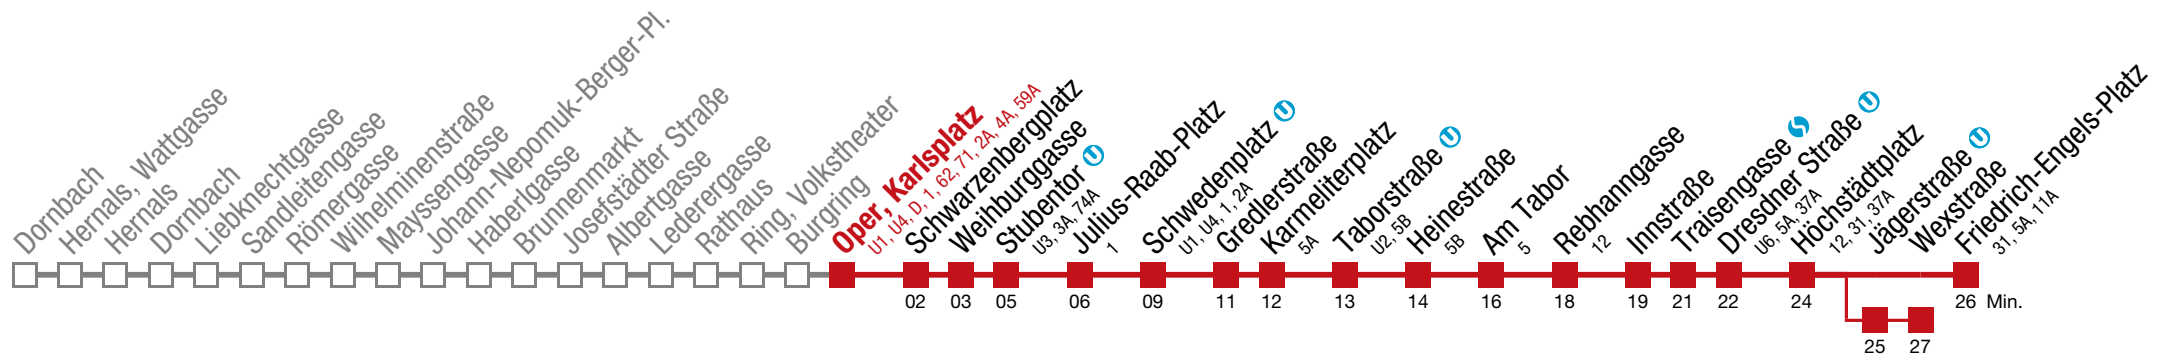 Dornbach
Hernals, Wattgasse
Hernals
Dornbach
Liebknechtgasse
Sandleitengasse
Römergasse
Wilhelminenstraße
Mayssengasse
Johann-Nepomuk-Berger-Pl.
Haberlgasse
Brunnenmarkt
Josefstädter Straße
Albertgasse
Lederergasse
Rathaus
Ring, Volkstheater
Burgring
Oper, Karlsplatz
U1, U4, D, 1, 62, 71, 2A, 4A, 59A
Schwarzenbergplatz
Weihburggasse
Stubentor U
U3, 3A, 74A
Julius-Raab-Platz
1
Schwedenplatz U
U1, U4, 1, 2A
Gredlerstraße
Karmeliterplatz
5A
Taborstraße U
U2, 5B
Heinestraße
5B
Am Tabor
5
Rebhanngasse
12
Innstraße
Traisengasse S
Dresdner Straße U
U6, 5A, 37A
Höchstädtplatz
12, 31, 37A
Jägerstraße U
Wexstraße
Friedrich-Engels-Platz
31, 5A, 11A
02 03 05 06 09 11 12 13 14 16 18 19 21 22 24 26 Min.
25 27